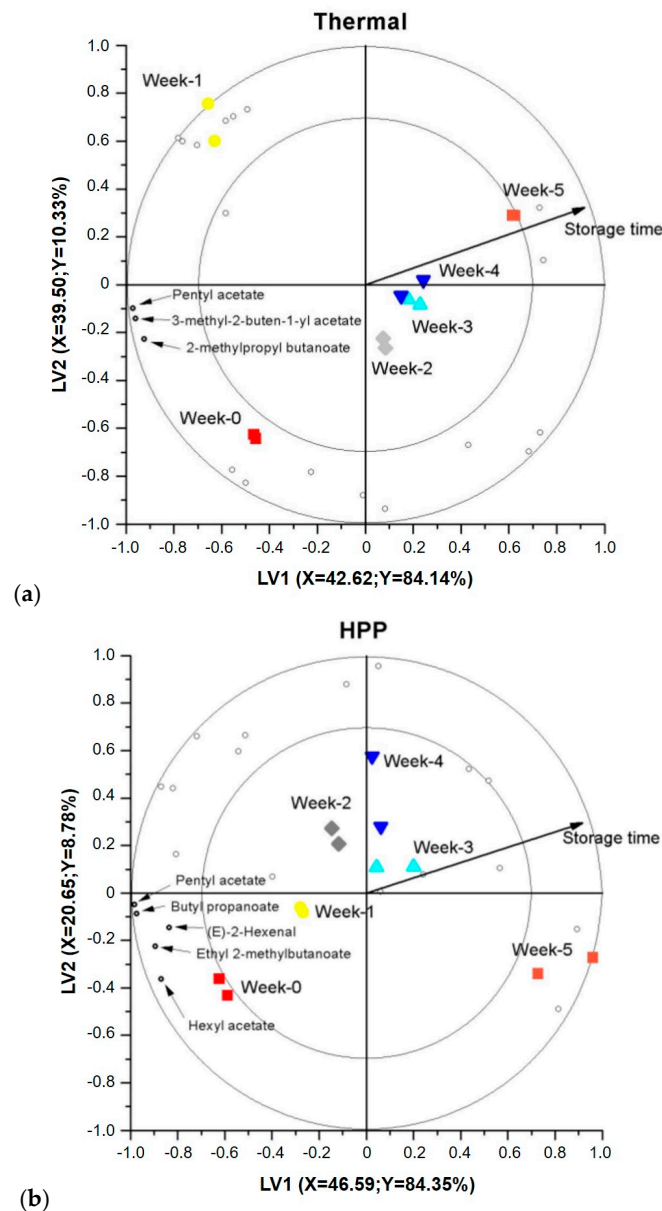 Thermal
1.0
0.8
0.6
0.4
0.2
0
-0.2
-0.4
-0.6
-0.8
-1.0
LV2 (X=39.50;Y=10.33%)
Week-1
Week-5
Storage time
Week-4
Week-3
Week-2
Pentyl acetate
3-methyl-2-buten-1-yl acetate
2-methylpropyl butanoate
Week-0
-1.0 -0.8 -0.6 -0.4 -0.2 0 0.2 0.4 0.6 0.8 1.0
LV1 (X=42.62;Y=84.14%)
(a)
HPP
1.0
0.8
0.6
0.4
0.2
0
-0.2
-0.4
-0.6
-0.8
-1.0
LV2 (X=20.65;Y=8.78%)
Week-4
Week-2
Storage time
Week-3
Pentyl acetate
Butyl propanoate
Week-1
(E)-2-Hexenal
Ethyl 2-methylbutanoate
Week-5
Week-0
Hexyl acetate
-1.0 -0.8 -0.6 -0.4 -0.2 0 0.2 0.4 0.6 0.8 1.0
LV1 (X=46.59;Y=84.35%)
(b)